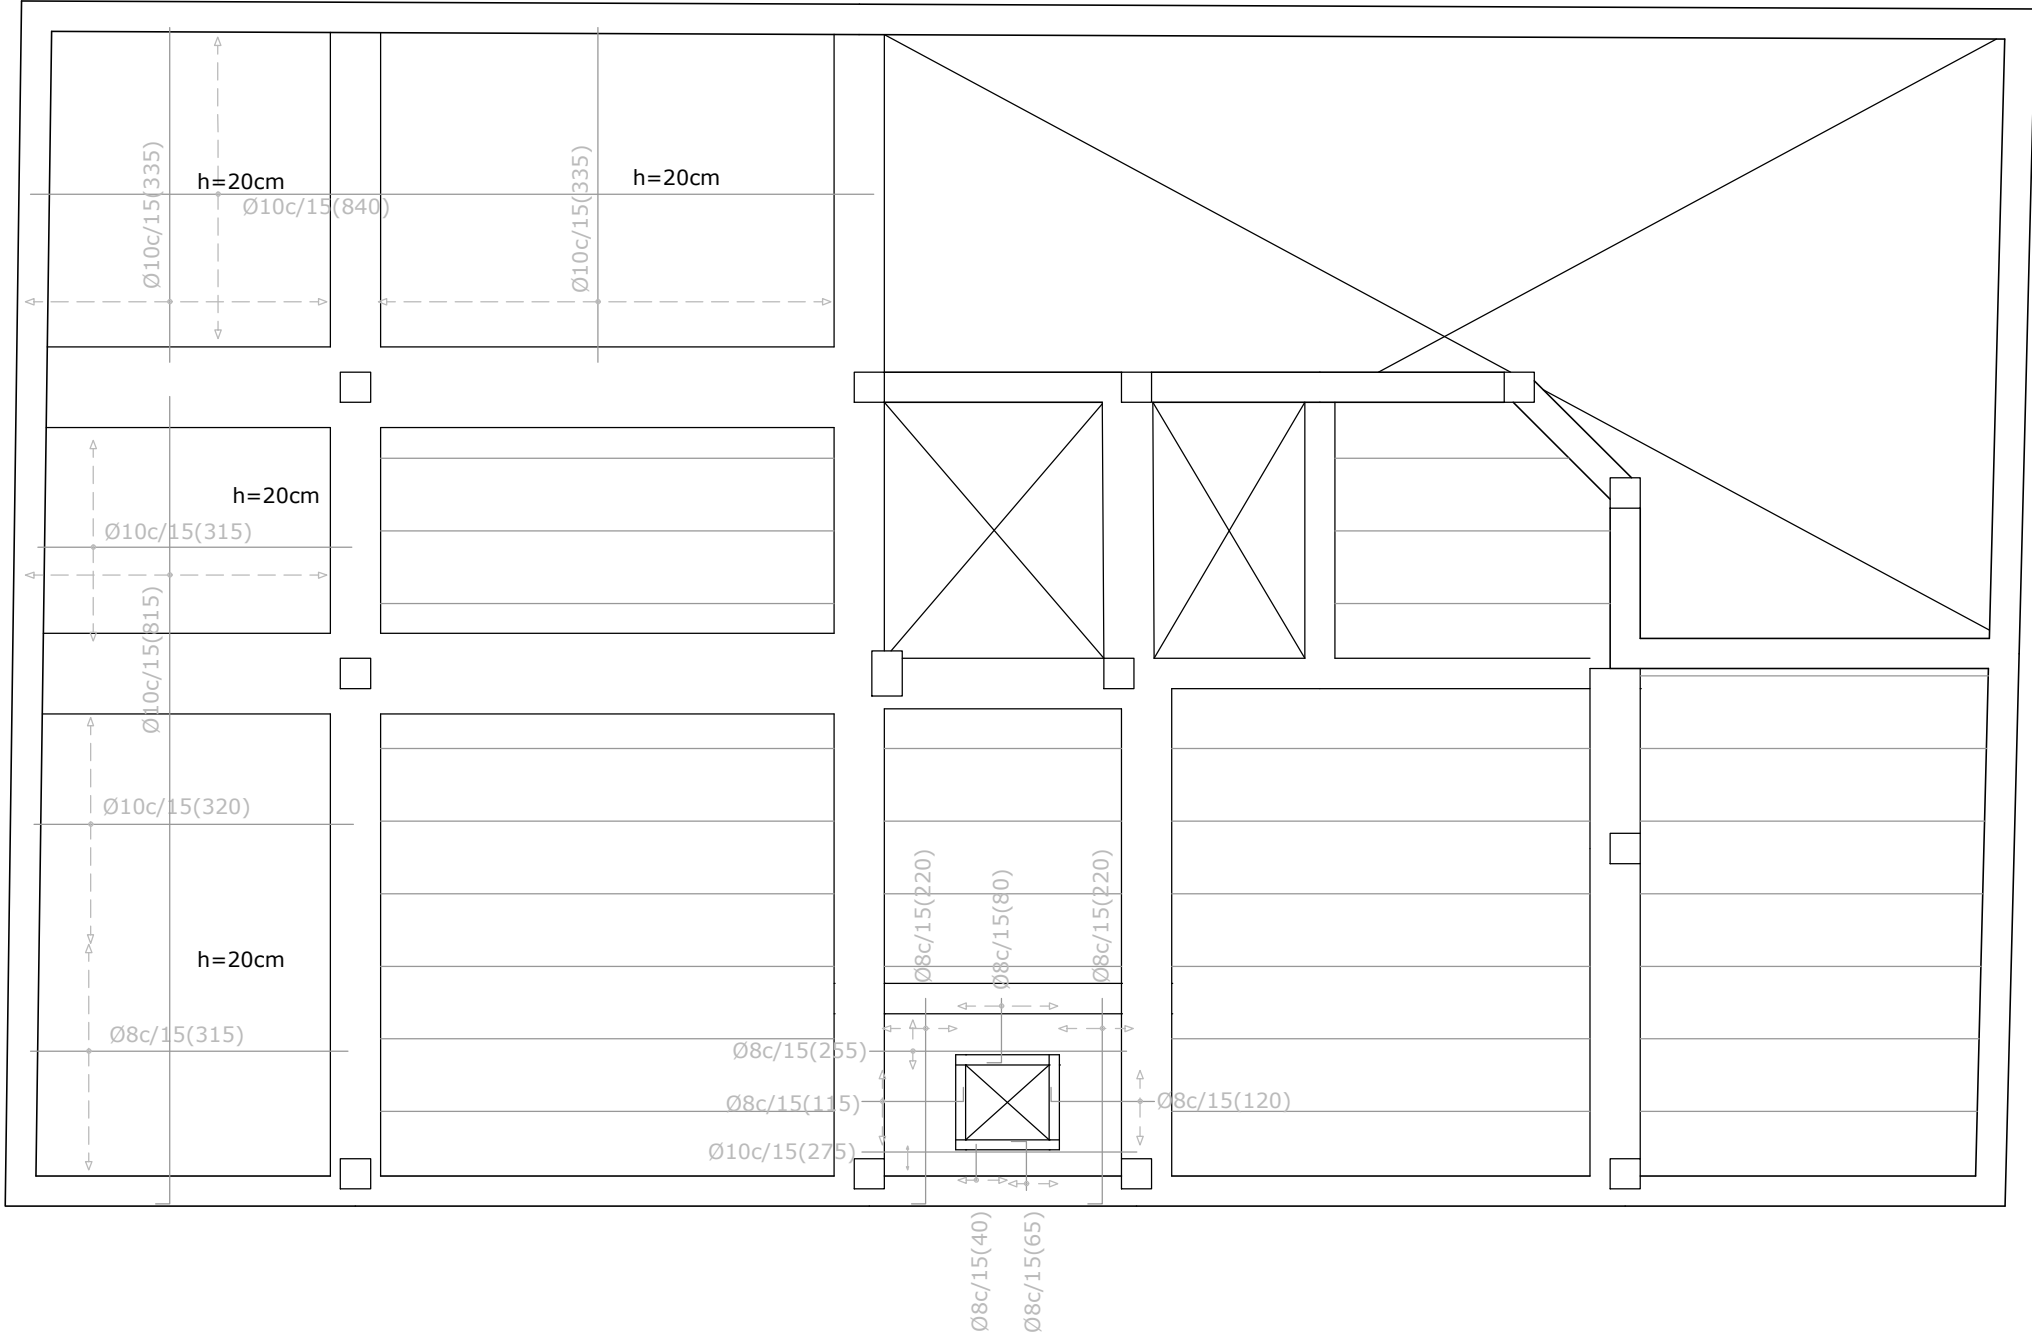 Ø10c/15(335)
h=20cm
Ø10c/15(840)
Ø10c/15(335)
h=20cm
h=20cm
Ø10c/15(315)
Ø10c/15(815)
Ø10c/15(320)
h=20cm
Ø8c/15(315)
Ø8c/15(220)
Ø8c/15(80)
Ø8c/15(220)
Ø8c/15(255)
Ø8c/15(115)
Ø8c/15(120)
Ø10c/15(275)
Ø8c/15(40)
Ø8c/15(65)